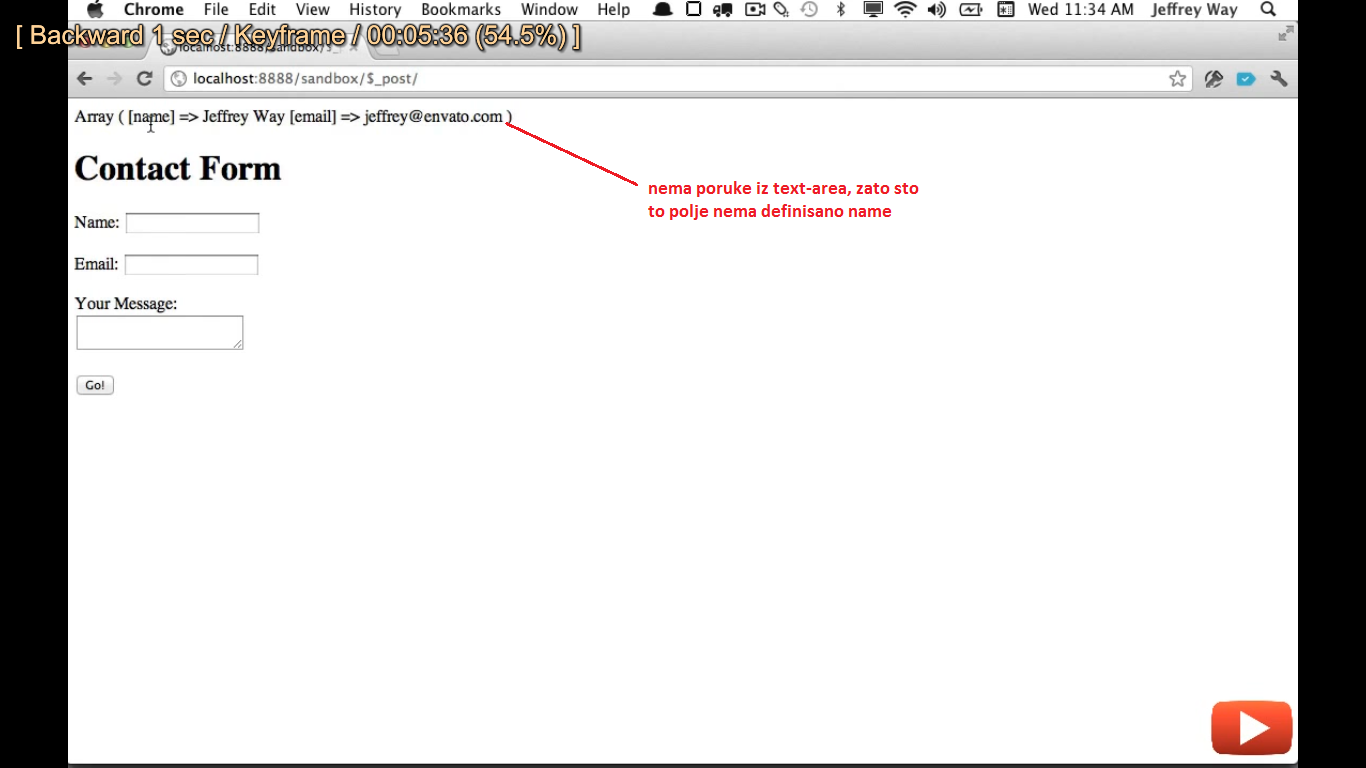 Chrome File Edit View History Bookmarks Window Help Wed 11:34 AM Jeffrey Way
[ Backward 1 sec / Keyframe / 00:05:36 (54.5%) ]
localhost:8888/sandbox/$_
localhost:8888/sandbox/$_post/
Array ( [name] => Jeffrey Way [email] => jeffrey@envato.com )
Contact Form
nema poruke iz text-area, zato sto
to polje nema definisano name
Name:
Email:
Your Message:
Go!